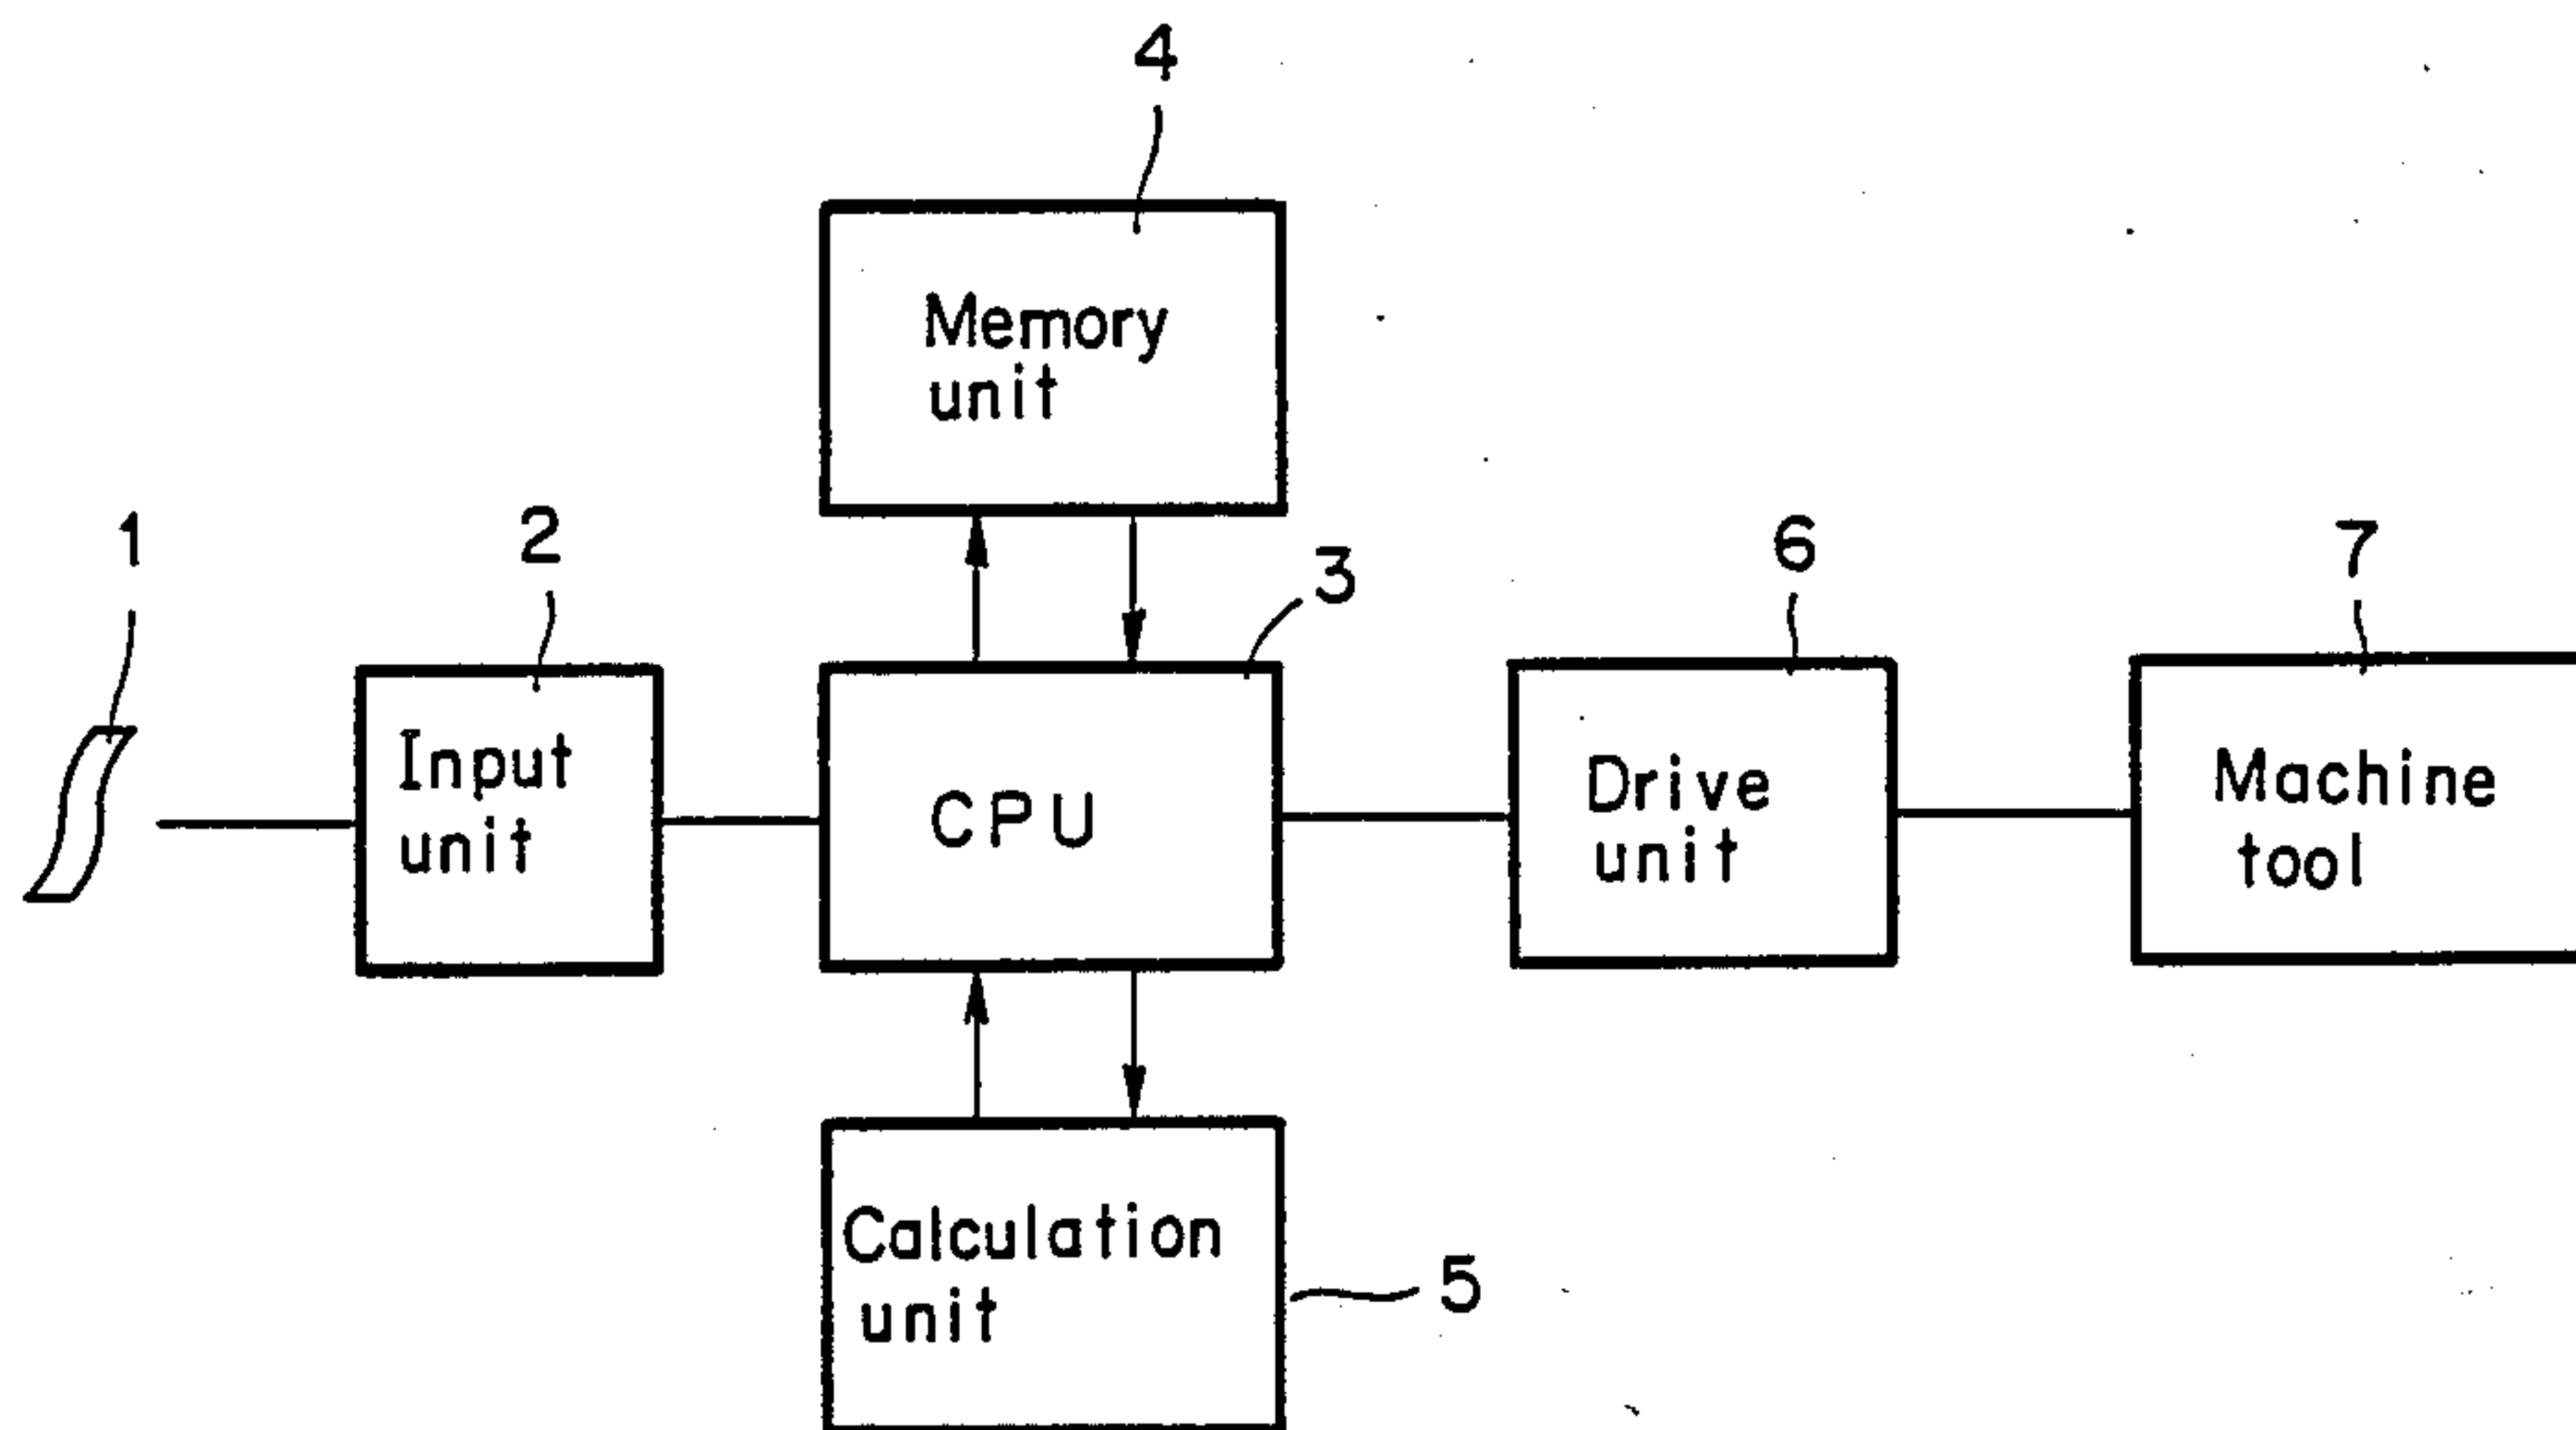 4
Memory
unit
1
2
3
6
7
Input
unit
CPU
Drive
unit
Machine
tool
Calculation
unit
5